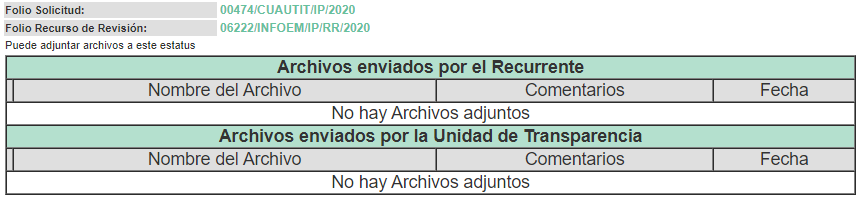 Folio Solicitud: 00474/CUAUTIT/IP/2020
Folio Recurso de Revisión: 06222/INFOEM/IP/RR/2020
Puede adjuntar archivos a este estatus
Archivos enviados por el Recurrente
Nombre del Archivo Comentarios Fecha
No hay Archivos adjuntos
Archivos enviados por la Unidad de Transparencia
Nombre del Archivo Comentarios Fecha
No hay Archivos adjuntos